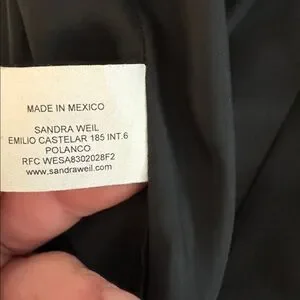 MADE IN MEXICO
SANDRA WEIL
EMILIO CASTELAR 185 INT.6
POLANCO
RFC WESA8302028F2
www.sandraweil.com